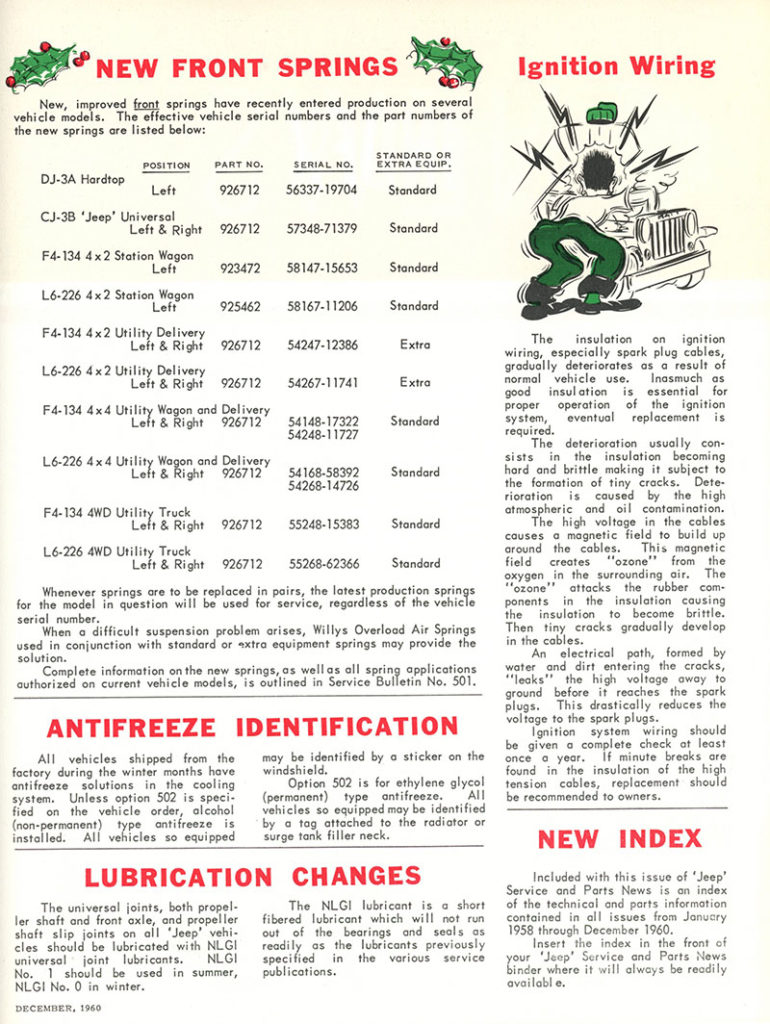 NEW FRONT SPRINGS
New, improved front springs have recently entered production on several
vehicle models. The effective vehicle serial numbers and the part numbers of
the new springs are listed below:
POSITION PART NO. SERIAL NO. STANDARD OR
EXTRA EQUIP.
DJ-3A Hardtop
Left 926712 56337-19704 Standard
CJ-3B 'Jeep' Universal
Left & Right 926712 57348-71379 Standard
F4-134 4x2 Station Wagon
Left 923472 58147-15653 Standard
L6-226 4x2 Station Wagon
Left 925462 58167-11206 Standard
F4-134 4x2 Utility Delivery
Left & Right 926712 54247-12386 Extra
L6-226 4x2 Utility Delivery
Left & Right 926712 54267-11741 Extra
F4-134 4x4 Utility Wagon and Delivery
Left & Right 926712 54148-17322 Standard
54248-11727
L6-226 4x4 Utility Wagon and Delivery
Left & Right 926712 54168-58392 Standard
54268-14726
F4-134 4WD Utility Truck
Left & Right 926712 55248-15383 Standard
L6-226 4WD Utility Truck
Left & Right 926712 55268-62366 Standard
Whenever springs are to be replaced in pairs, the latest production springs
for the model in question will be used for service, regardless of the vehicle
serial number.
When a difficult suspension problem arises, Willys Overload Air Springs
used in conjunction with standard or extra equipment springs may provide the
solution.
Complete information on the new springs, as well as all spring applications
authorized on current vehicle models, is outlined in Service Bulletin No. 501.
ANTIFREEZE IDENTIFICATION
All vehicles shipped from the
factory during the winter months have
antifreeze solutions in the cooling
system. Unless option 502 is speci-
fied on the vehicle order, alcohol
(non-permanent) type antifreeze is
installed. All vehicles so equipped
may be identified by a sticker on the
windshield.
Option 502 is for ethylene glycol
(permanent) type antifreeze. All
vehicles so equipped may be identified
by a tag attached to the radiator or
surge tank filler neck.
LUBRICATION CHANGES
The universal joints, both propel-
ler shaft and front axle, and propeller
shaft slip joints on all 'Jeep' vehi-
cles should be lubricated with NLGI
universal joint lubricants. NLGI
No. 1 should be used in summer,
NLGI No. 0 in winter.
The NLGI lubricant is a short
fibered lubricant which will not run
out of the bearings and seals as
readily as the lubricants previously
specified in the various service
publications.
DECEMBER, 1960
Ignition Wiring
The insulation on ignition
wiring, especially spark plug cables,
gradually deteriorates as a result of
normal vehicle use. Inasmuch as
good insulation is essential for
proper operation of the ignition
system, eventual replacement is
required.
The deterioration usually con-
sists in the insulation becoming
hard and brittle making it subject to
the formation of tiny cracks. Dete-
rioration is caused by the high
atmospheric and oil contamination.
The high voltage in the cables
causes a magnetic field to build up
around the cables. This magnetic
field creates "ozone" from the
oxygen in the surrounding air. The
"ozone" attacks the rubber com-
ponents in the insulation causing
the insulation to become brittle.
Then tiny cracks gradually develop
in the cables.
An electrical path, formed by
water and dirt entering the cracks,
"leaks" the high voltage away to
ground before it reaches the spark
plugs. This drastically reduces the
voltage to the spark plugs.
Ignition system wiring should
be given a complete check at least
once a year. If minute breaks are
found in the insulation of the high
tension cables, replacement should
be recommended to owners.
NEW INDEX
Included with this issue of 'Jeep'
Service and Parts News is an index
of the technical and parts information
contained in all issues from January
1958 through December 1960.
Insert the index in the front of
your 'Jeep' Service and Parts News
binder where it will always be readily
available.